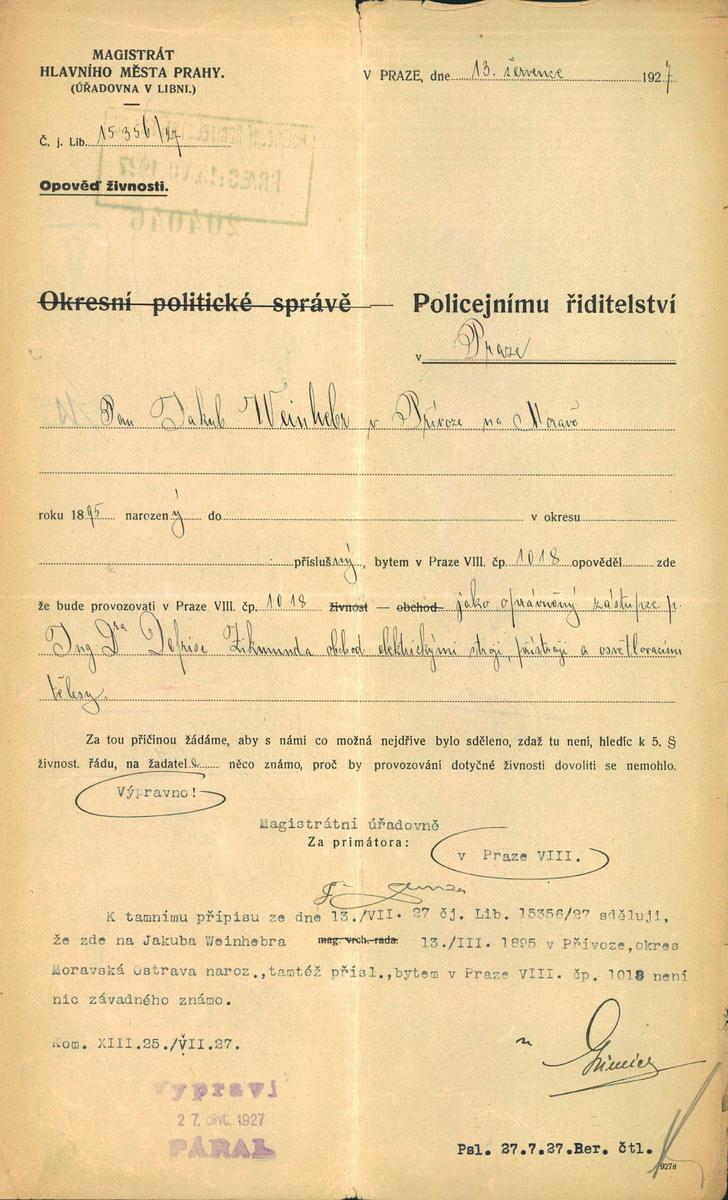 MAGISTRÁT
HLAVNÍHO MĚSTA PRAHY.
(ÚŘADOVNA V LIBNI.)
V PRAZE, dne 13. července 1927
Č. j. Lib. 15356/27
Opověď živnosti.
204046
Okresní politické správě — Policejnímu řiditelství
v Praze
Pan Jakub Weinhebr v Přívoze na Moravě
roku 1895 narozený do v okresu
příslušný, bytem v Praze VIII. čp. 1018 opověděl zde
že bude provozovati v Praze VIII. čp. 1018 živnost — obchod jako oprávněný zástupce p.
Ing Dra Zikmunda obchod elektrickými stroji, přístroji a osvětlovacími
tělesy.
Za tou příčinou žádáme, aby s námi co možná nejdříve bylo sděleno, zdaž tu není, hledíc k 5. §
živnost. řádu, na žadatele něco známo, proč by provozování dotyčné živnosti dovoliti se nemohlo.
Výpravno!
Magistrátní úřadovně
Za primátora:
v Praze VIII.
K tamnímu přípisu ze dne 13./VII. 27 čj. Lib. 15356/27 sděluji,
že zde na Jakuba Weinhebra mag. vrch. rada. 13./III. 1895 v Přívoze,okres
Moravská Ostrava naroz.,tamtéž přísl.,bytem v Praze VIII. čp. 1018 není
nic závadného známo.
Kom. XIII.25./VII.27.
Vypraví
27. ČRVC. 1927
PÁRAL
Psl. 27.7.27.Ber. čtl.
9278